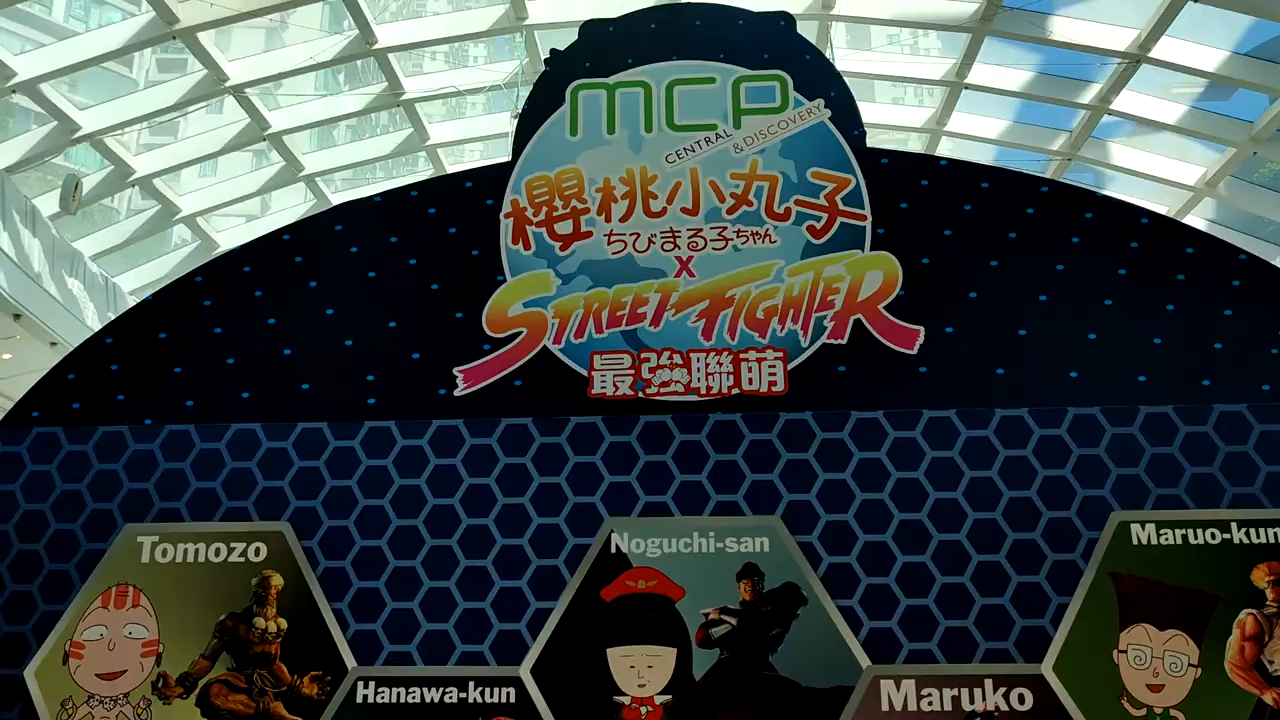 mcp
CENTRAL
& DISCOVERY
櫻桃小丸子
ちびまる子ちゃん
x
STREET FIGHTER
最強聯萌
Tomozo
Noguchi-san
Maruo-kun
Hanawa-kun
Maruko